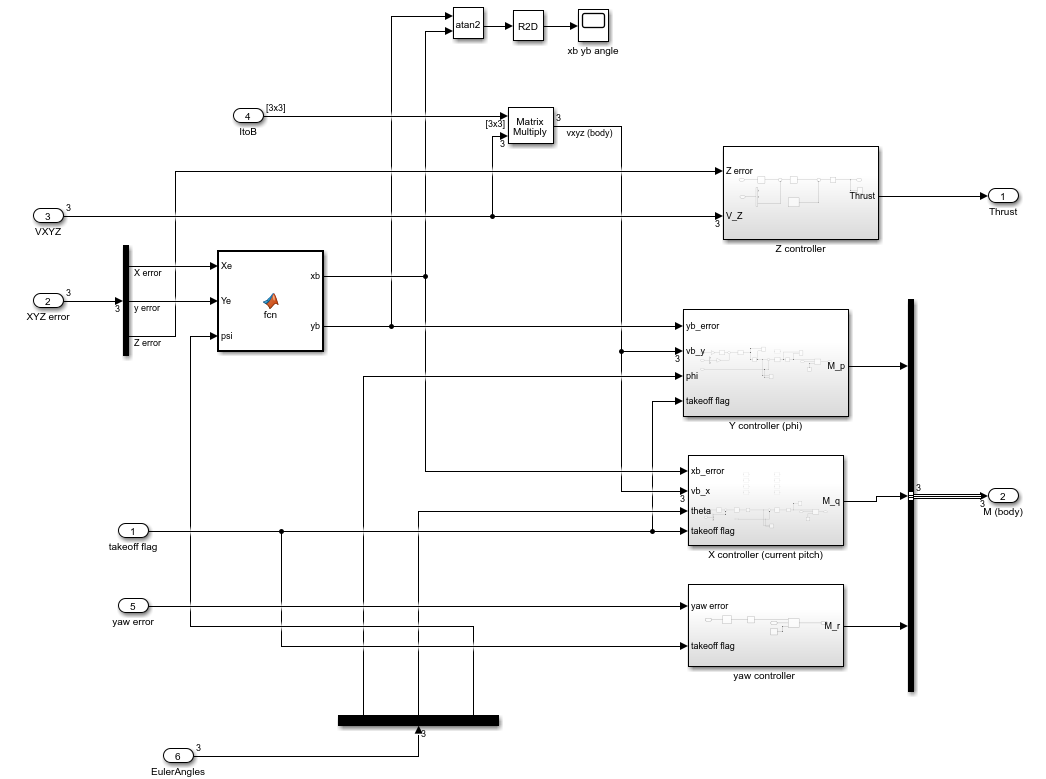 atan2
R2D
xb yb angle
4
[3x3]
ItoB
[3x3]
3
Matrix
Multiply
3
vxyz (body)
Z error
V_Z
3
Thrust
Z controller
1
Thrust
3
3
VXYZ
2
3
XYZ error
3
X error
y error
Z error
Xe
Ye
psi
xb
yb
fcn
yb_error
vb_y
3
phi
takeoff flag
M_p
Y controller (phi)
xb_error
vb_x
3
theta
takeoff flag
M_q
X controller (current pitch)
3
3
2
M (body)
1
takeoff flag
5
yaw error
yaw error
takeoff flag
M_r
yaw controller
3
6
3
EulerAngles